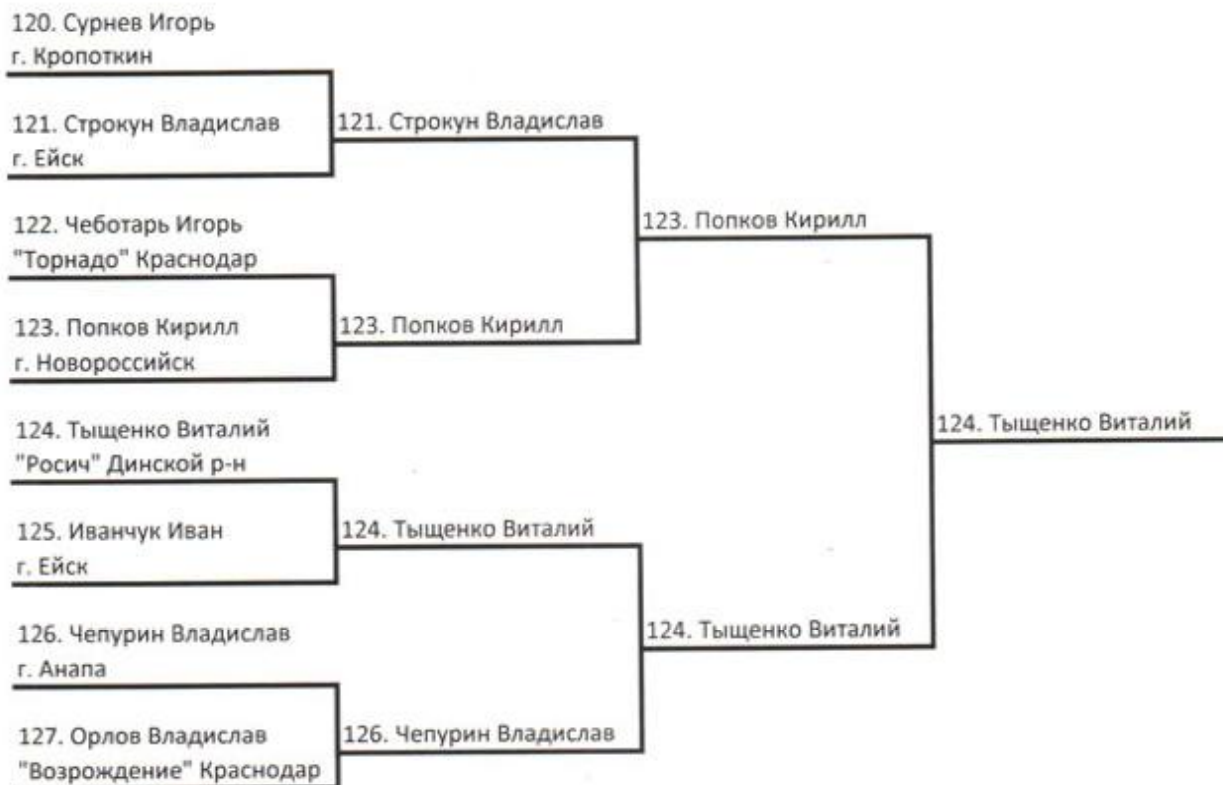 120. Сурнев Игорь
г. Кропоткин
121. Строкун Владислав
г. Ейск
121. Строкун Владислав
122. Чеботарь Игорь
"Торнадо" Краснодар
123. Попков Кирилл
123. Попков Кирилл
г. Новороссийск
123. Попков Кирилл
124. Тыщенко Виталий
"Росич" Динской р-н
124. Тыщенко Виталий
125. Иванчук Иван
г. Ейск
124. Тыщенко Виталий
126. Чепурин Владислав
г. Анапа
124. Тыщенко Виталий
127. Орлов Владислав
"Возрождение" Краснодар
126. Чепурин Владислав